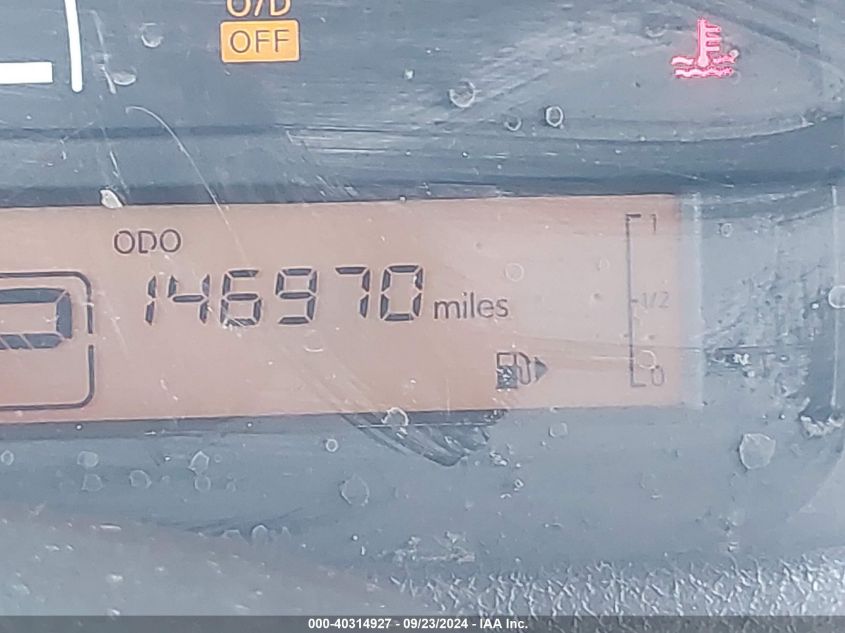 O/D
OFF
ODO
146970 miles
1
1/2
0
000-40314927 - 09/23/2024 - IAA Inc.